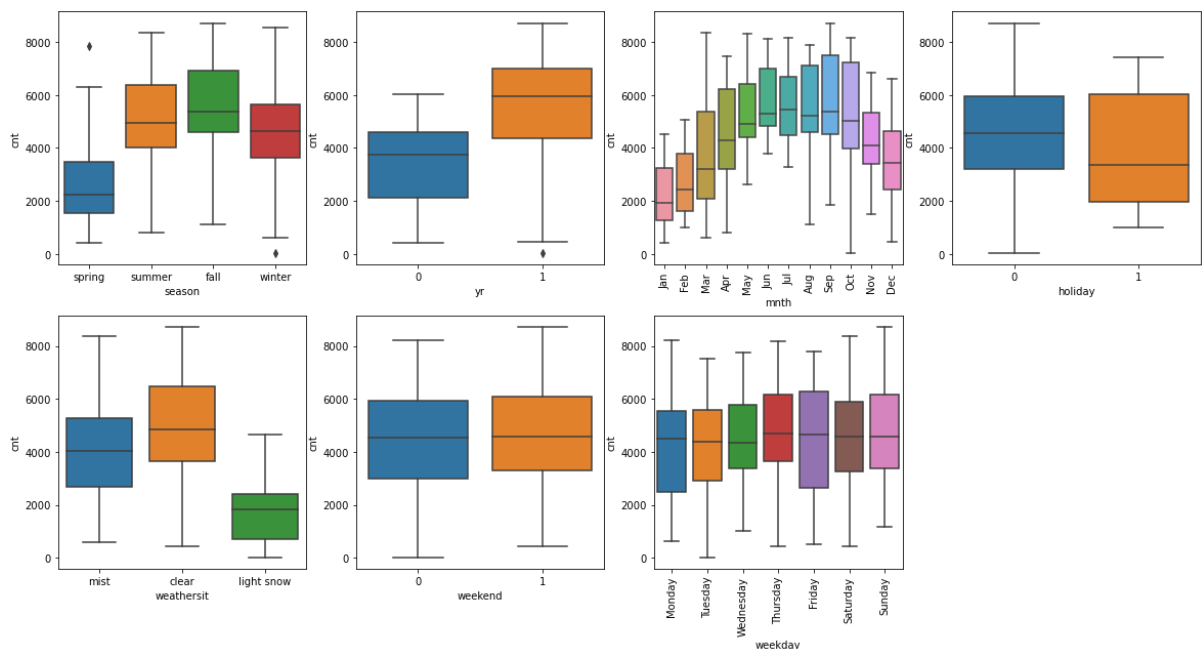 8000
6000
4000
2000
0
cnt
spring summer fall winter
season
8000
6000
4000
2000
0
cnt
0 1
yr
8000
6000
4000
2000
0
cnt
Jan Feb Mar Apr May Jun Jul Aug Sep Oct Nov Dec
mnth
8000
6000
4000
2000
0
cnt
0 1
holiday
8000
6000
4000
2000
0
cnt
mist clear light snow
weathersit
8000
6000
4000
2000
0
cnt
0 1
weekend
8000
6000
4000
2000
0
cnt
Monday Tuesday Wednesday Thursday Friday Saturday Sunday
weekday